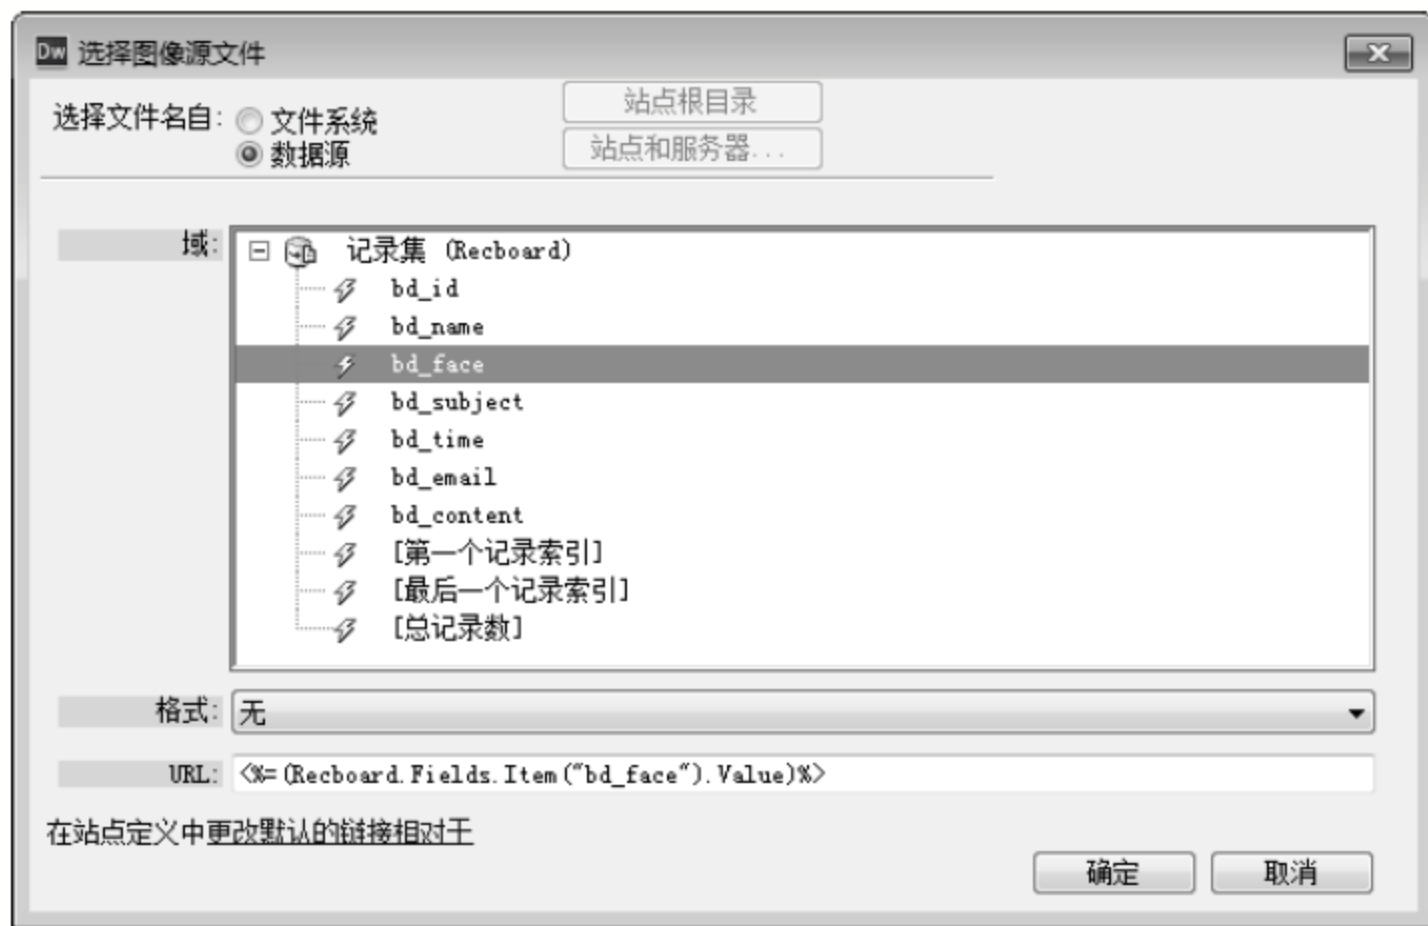 Dw 选择图像源文件
选择文件名自: 文件系统
数据源
站点根目录
站点和服务器...
域:
记录集 (Recboard)
bd_id
bd_name
bd_face
bd_subject
bd_time
bd_email
bd_content
[第一个记录索引]
[最后一个记录索引]
[总记录数]
格式: 无
URL: <%=(Recboard.Fields.Item("bd_face").Value)%>
在站点定义中更改默认的链接相对于
确定 取消